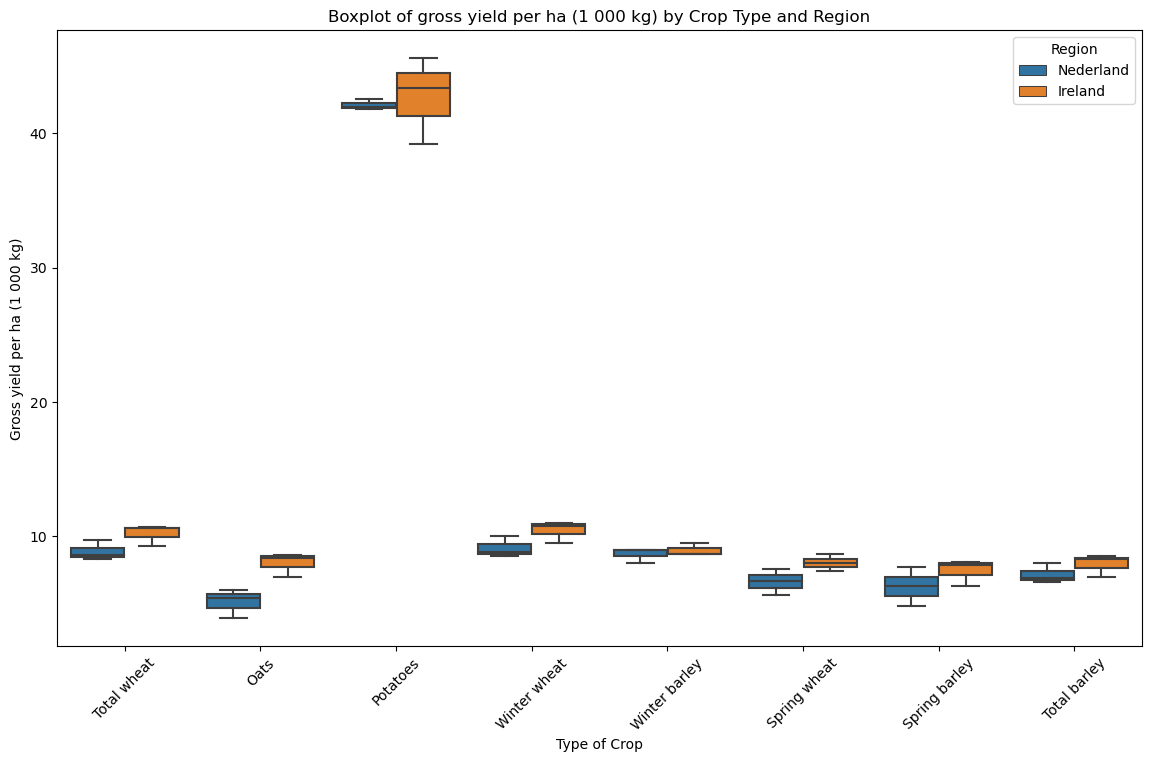 Boxplot of gross yield per ha (1 000 kg) by Crop Type and Region
Region
Nederland
Ireland
Gross yield per ha (1 000 kg)
40
30
20
10
Total wheat
Oats
Potatoes
Winter wheat
Winter barley
Spring wheat
Spring barley
Total barley
Type of Crop